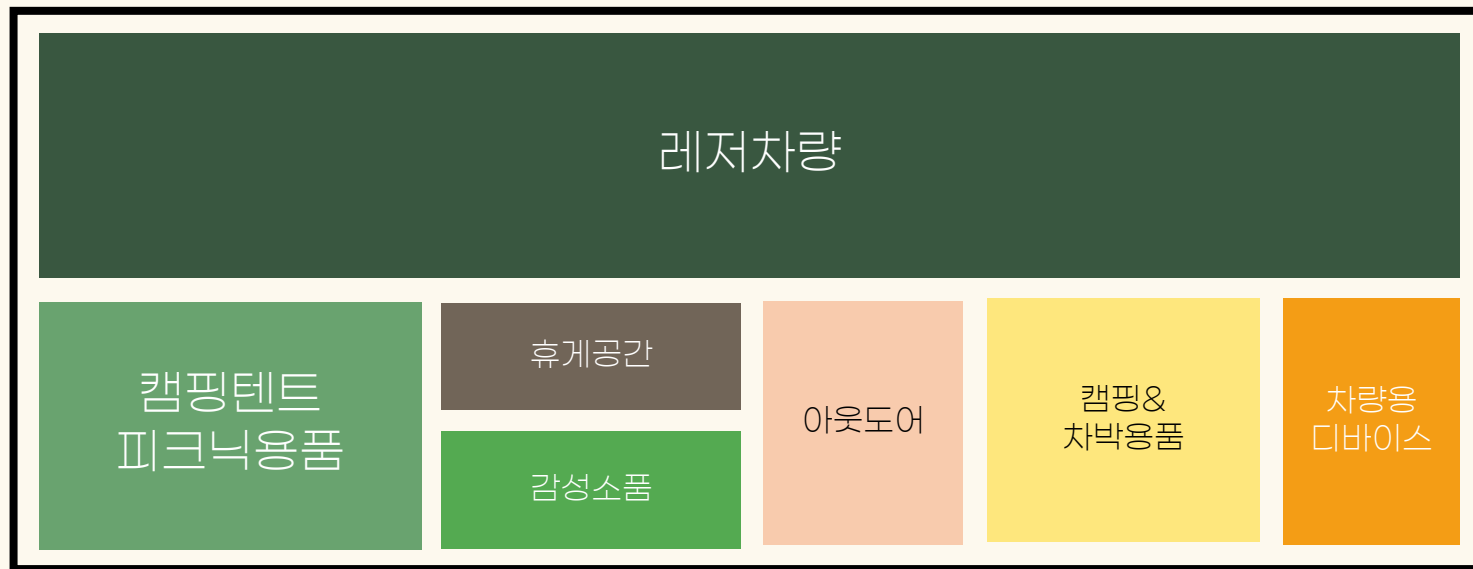 레저차량
캠핑텐트
피크닉용품
휴게공간
감성소품
아웃도어
캠핑&
차박용품
차량용
디바이스